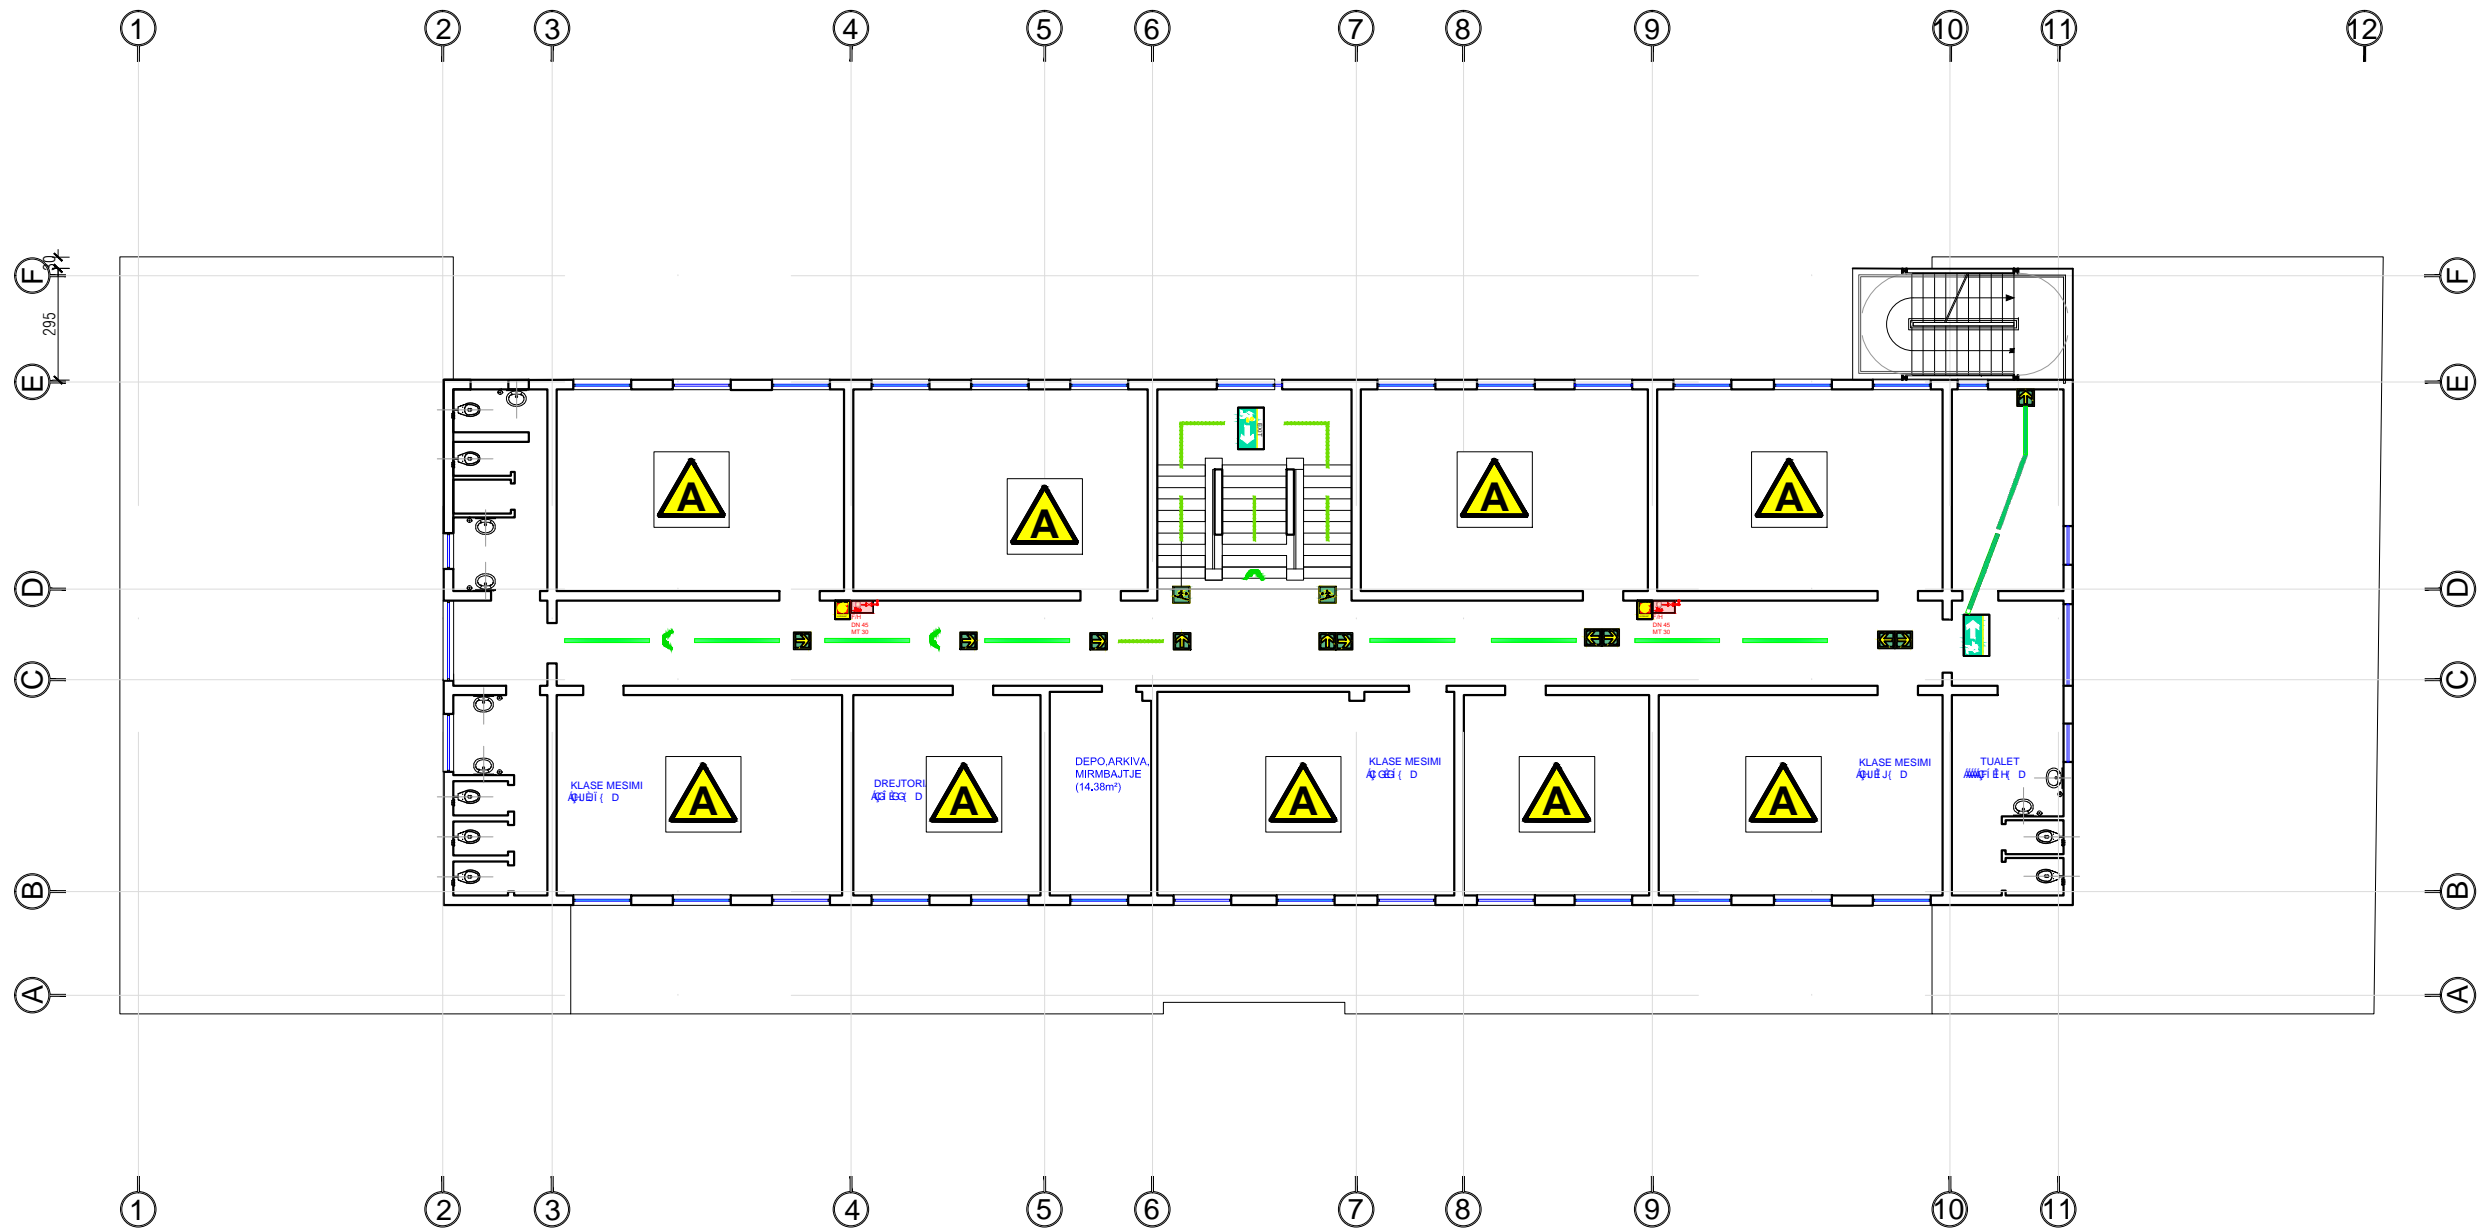 1 2 3 4 5 6 7 8 9 10 11 12
F F
30
295
E E
A A A A
EXIT
D D
F/H F/H
DN 45 DN 45
MT 30 MT 30
C C
KLASE MESIMI
DREJTORI
DEPO,ARKIVA,
MIRMBAJTJE
(14.38m²)
KLASE MESIMI
KLASE MESIMI
TUALET
A A A A A
B B
A A
1 2 3 4 5 6 7 8 9 10 11